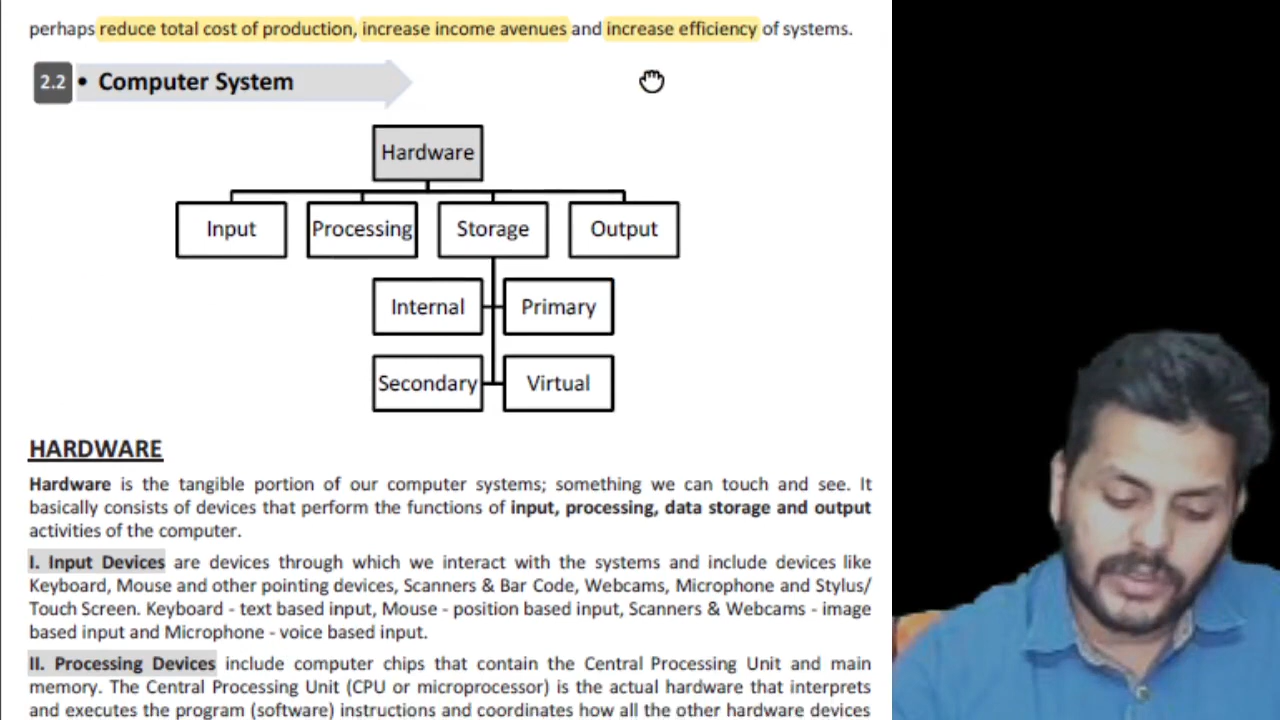 perhaps reduce total cost of production, increase income avenues and increase efficiency of systems.
2.2 • Computer System
Hardware
Input Processing Storage Output
Internal Primary
Secondary Virtual
HARDWARE
Hardware is the tangible portion of our computer systems; something we can touch and see. It
basically consists of devices that perform the functions of input, processing, data storage and output
activities of the computer.
I. Input Devices are devices through which we interact with the systems and include devices like
Keyboard, Mouse and other pointing devices, Scanners & Bar Code, Webcams, Microphone and Stylus/
Touch Screen. Keyboard - text based input, Mouse - position based input, Scanners & Webcams - image
based input and Microphone - voice based input.
II. Processing Devices include computer chips that contain the Central Processing Unit and main
memory. The Central Processing Unit (CPU or microprocessor) is the actual hardware that interprets
and executes the program (software) instructions and coordinates how all the other hardware devices